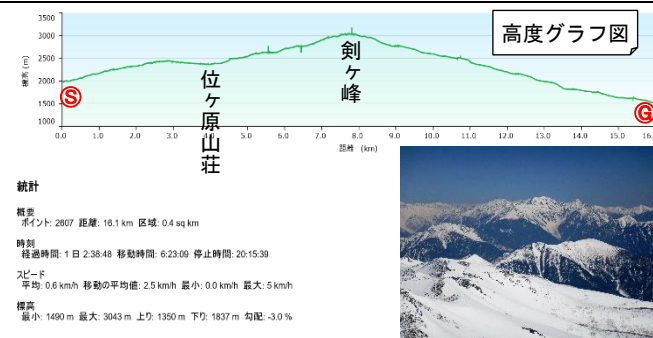 高度グラフ図
3500
3000
2500
2000
1500
1000
標高 (m)
剣ヶ峰
位ヶ原山荘
S
G
0.0 1.0 2.0 3.0 4.0 5.0 6.0 7.0 8.0 9.0 10.0 11.0 12.0 13.0 14.0 15.0 16.
距離 (km)
統計
概要
ポイント: 2607 距離: 16.1 km 区域: 0.4 sq km
時刻
経過時間: 1 日 2:38:48 移動時間: 6:23:09 停止時間: 20:15:39
スピード
平均: 0.6 km/h 移動の平均値: 2.5 km/h 最小: 0.0 km/h 最大: 5 km/h
標高
最小: 1490 m 最大: 3043 m 上り: 1350 m 下り: 1837 m 勾配: -3.0 %